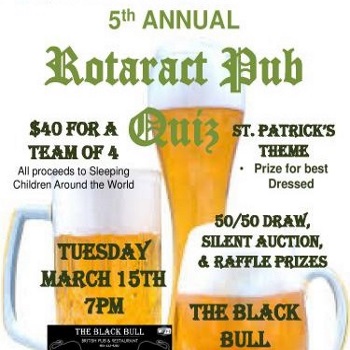 5th ANNUAL
Rotaract Pub
Quiz
$40 FOR A
TEAM OF 4
All proceeds to Sleeping
Children Around the World
ST. PATRICK'S
THEME
• Prize for best
Dressed
50/50 DRAW,
SILENT AUCTION,
& RAFFLE PRIZES
TUESDAY
MARCH 15TH
7PM
THE BLACK BULL
BRITISH PUB & RESTAURANT
THE BLACK
BULL